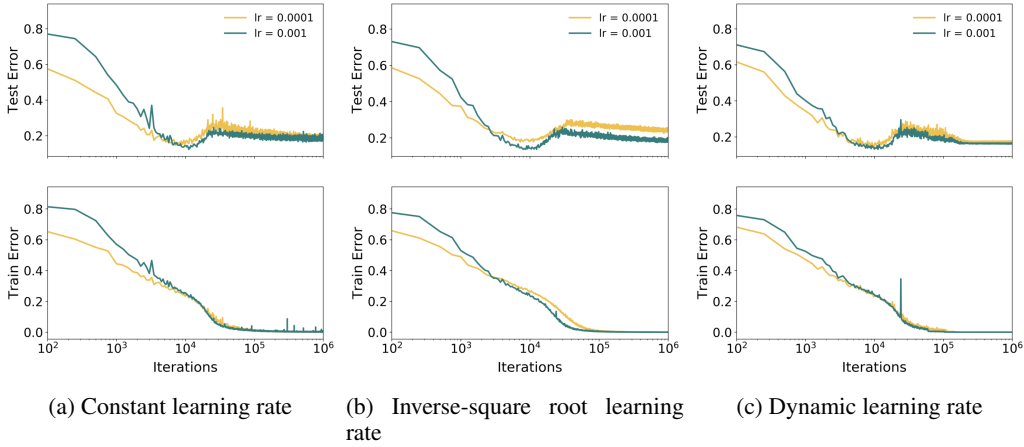 0.8
0.6
0.4
0.2
Test Error
lr = 0.0001
lr = 0.001
0.8
0.6
0.4
0.2
Test Error
lr = 0.0001
lr = 0.001
0.8
0.6
0.4
0.2
Test Error
lr = 0.0001
lr = 0.001
0.8
0.6
0.4
0.2
0.0
Train Error
10² 10³ 10⁴ 10⁵ 10⁶
Iterations
0.8
0.6
0.4
0.2
0.0
Train Error
10² 10³ 10⁴ 10⁵ 10⁶
Iterations
0.8
0.6
0.4
0.2
0.0
Train Error
10² 10³ 10⁴ 10⁵ 10⁶
Iterations
(a) Constant learning rate
(b) Inverse-square root learning
rate
(c) Dynamic learning rate